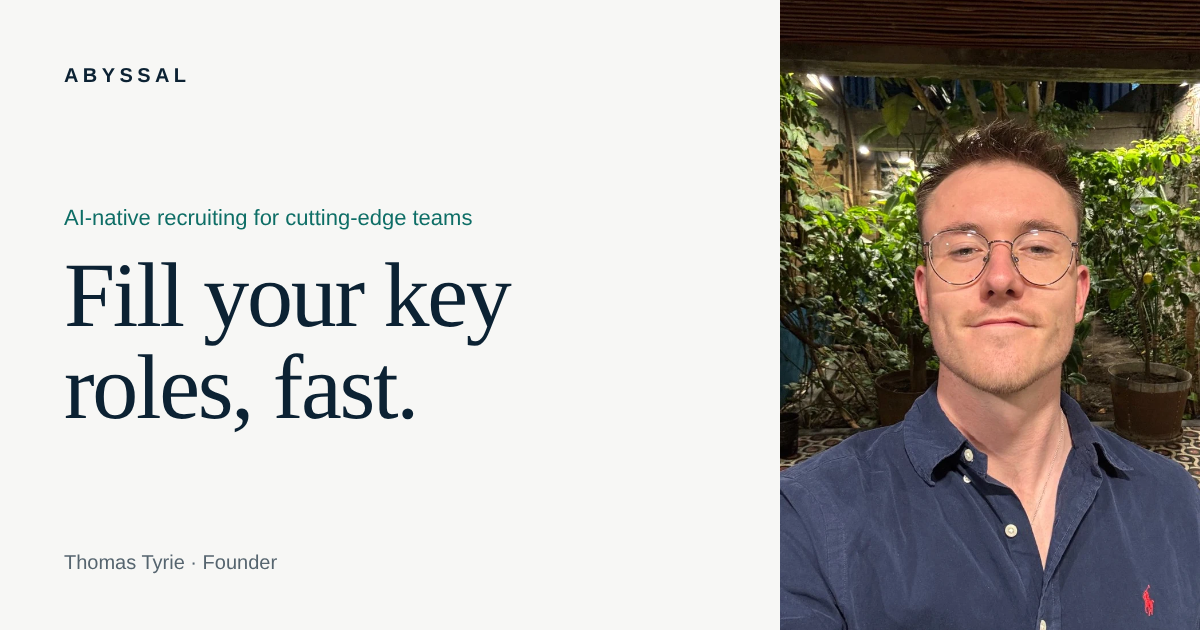 ABYSSAL
AI-native recruiting for cutting-edge teams
Fill your key
roles, fast.
Thomas Tyrie · Founder